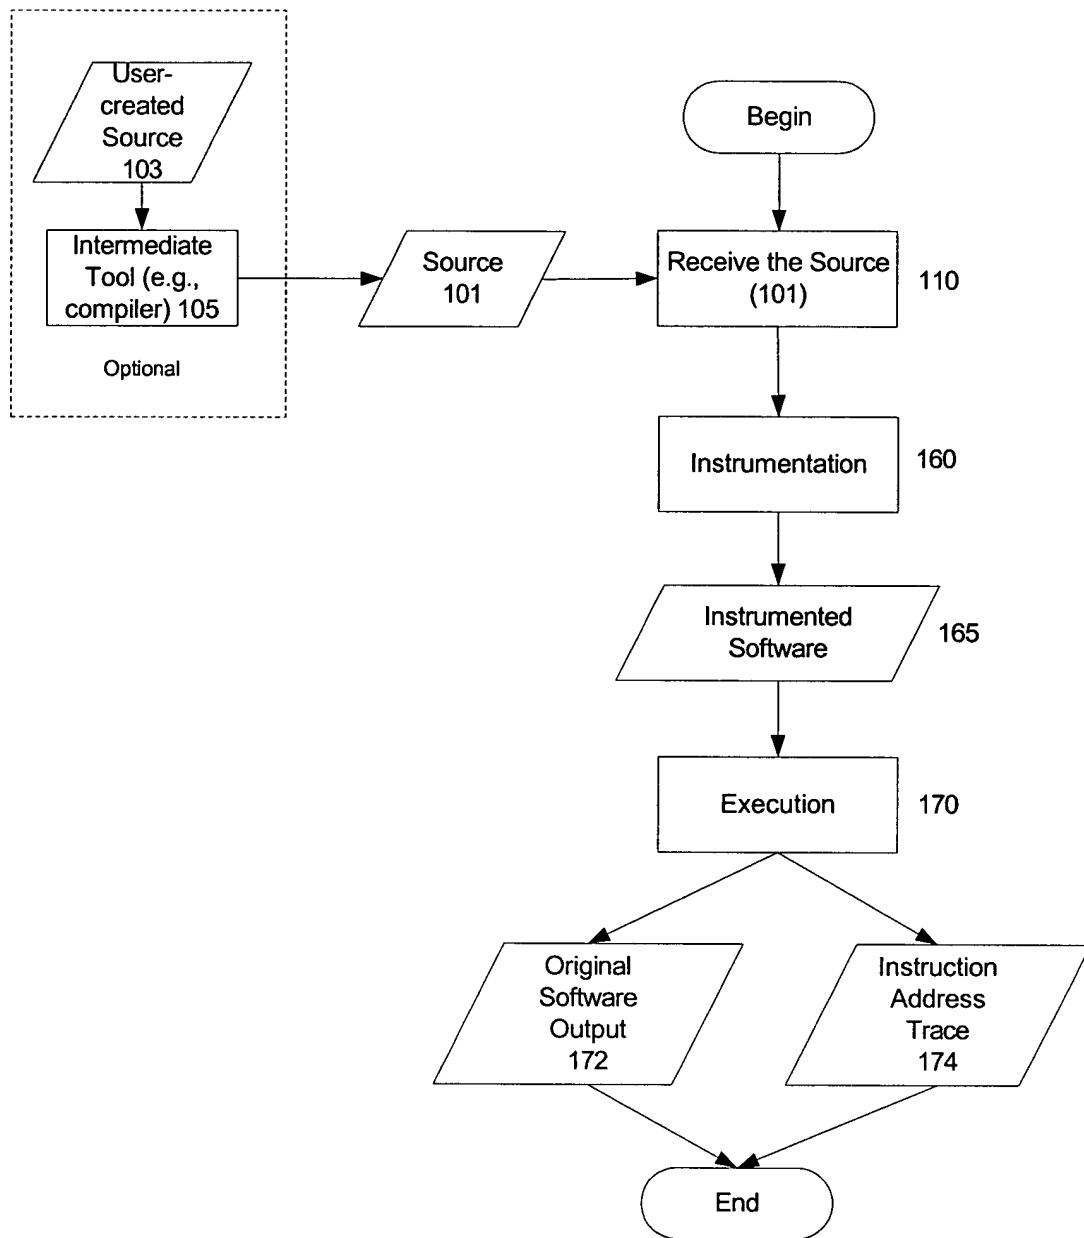 User-
created
Source
103
Intermediate
Tool (e.g.,
compiler) 105
Optional
Source
101
Begin
Receive the Source
(101)
110
Instrumentation
160
Instrumented
Software
165
Execution
170
Original
Software
Output
172
Instruction
Address
Trace
174
End